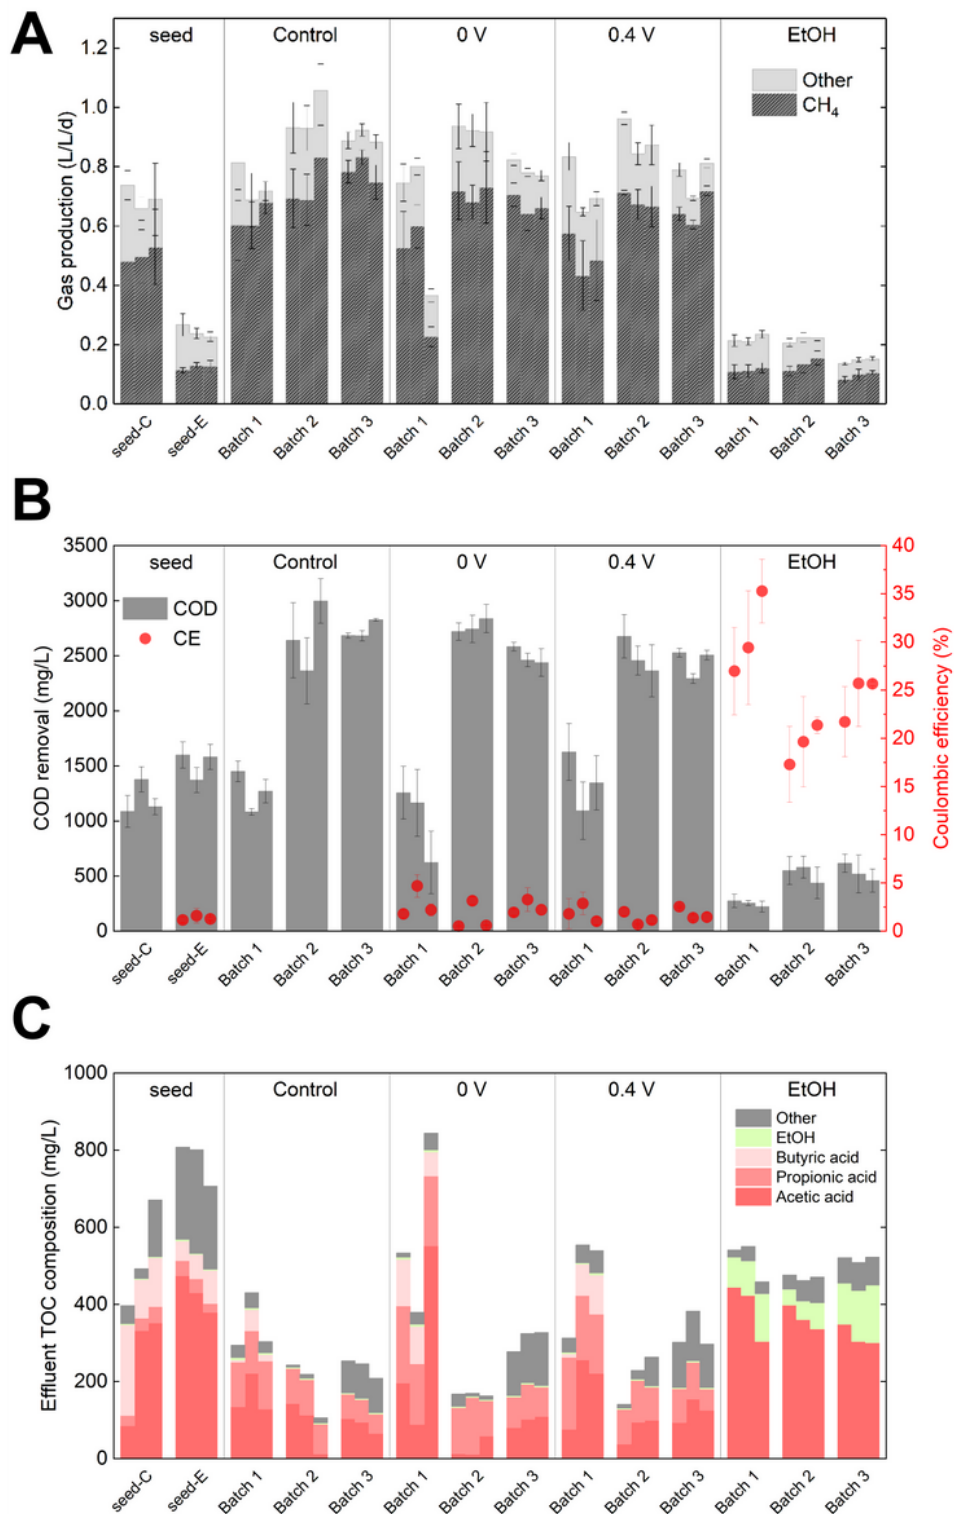 A
seed Control 0 V 0.4 V EtOH
Other
CH₄
Gas production (L/L/d)
1.2
1.0
0.8
0.6
0.4
0.2
0.0
seed-C seed-E Batch 1 Batch 2 Batch 3 Batch 1 Batch 2 Batch 3 Batch 1 Batch 2 Batch 3 Batch 1 Batch 2 Batch 3
B
seed Control 0 V 0.4 V EtOH
COD
CE
COD removal (mg/L)
3500
3000
2500
2000
1500
1000
500
0
Coulombic efficiency (%)
40
35
30
25
20
15
10
5
0
seed-C seed-E Batch 1 Batch 2 Batch 3 Batch 1 Batch 2 Batch 3 Batch 1 Batch 2 Batch 3 Batch 1 Batch 2 Batch 3
C
seed Control 0 V 0.4 V EtOH
Other
EtOH
Butyric acid
Propionic acid
Acetic acid
Effluent TOC composition (mg/L)
1000
800
600
400
200
0
seed-C seed-E Batch 1 Batch 2 Batch 3 Batch 1 Batch 2 Batch 3 Batch 1 Batch 2 Batch 3 Batch 1 Batch 2 Batch 3